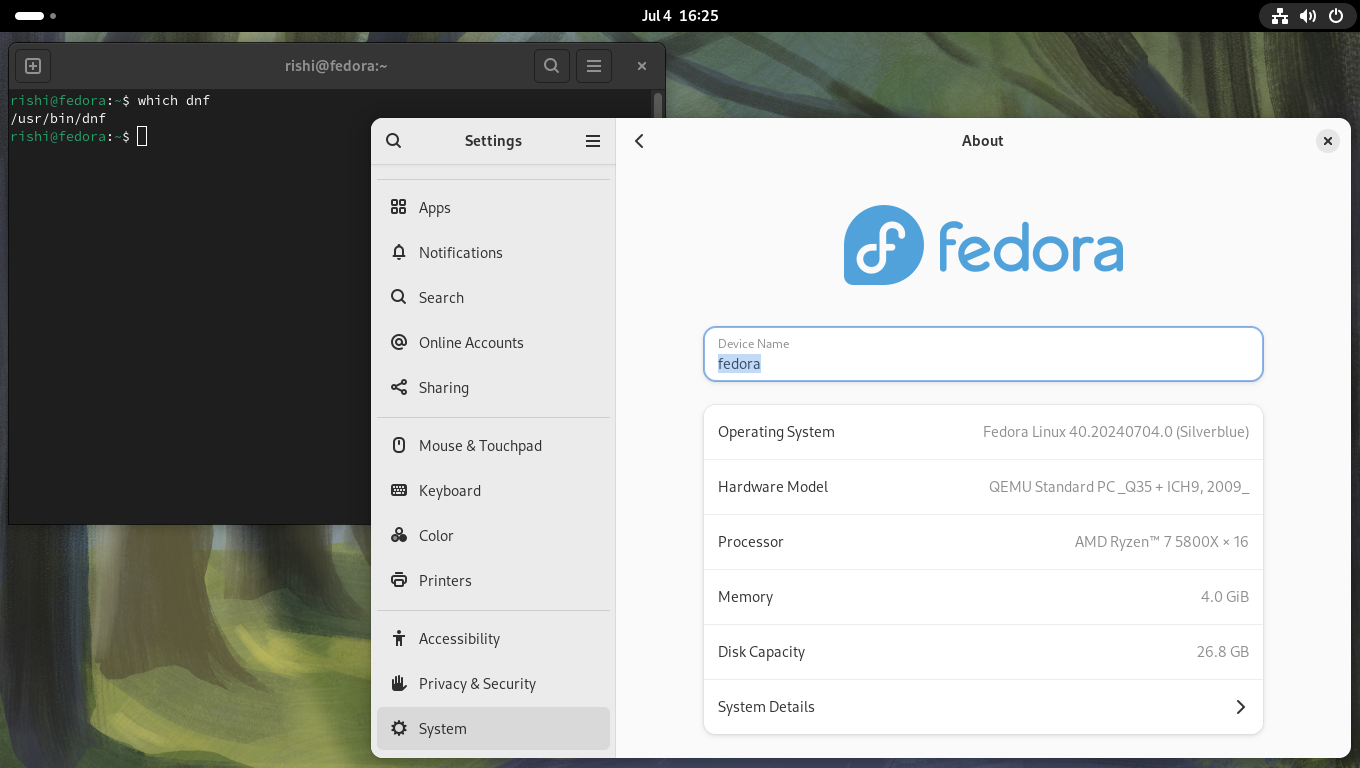 Jul 4 16:25
rishi@fedora:~
rishi@fedora:~$ which dnf
/usr/bin/dnf
rishi@fedora:~$
Settings
Apps
Notifications
Search
Online Accounts
Sharing
Mouse & Touchpad
Keyboard
Color
Printers
Accessibility
Privacy & Security
System
About
fedora
Device Name
fedora
Operating System Fedora Linux 40.20240704.0 (Silverblue)
Hardware Model QEMU Standard PC _Q35 + ICH9, 2009_
Processor AMD Ryzen™ 7 5800X × 16
Memory 4.0 GiB
Disk Capacity 26.8 GB
System Details